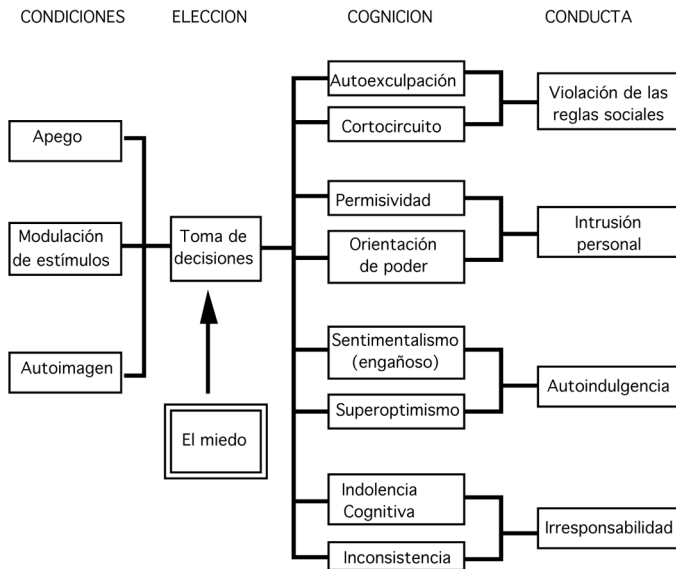 CONDICIONES ELECCION COGNICION CONDUCTA
Apego
Modulación
de estímulos
Autoimagen
Toma de
decisiones
El miedo
Autoexculpación
Cortocircuito
Permisividad
Orientación
de poder
Sentimentalismo
(engañoso)
Superoptimismo
Indolencia
Cognitiva
Inconsistencia
Violación de las
reglas sociales
Intrusión
personal
Autoindulgencia
Irresponsabilidad